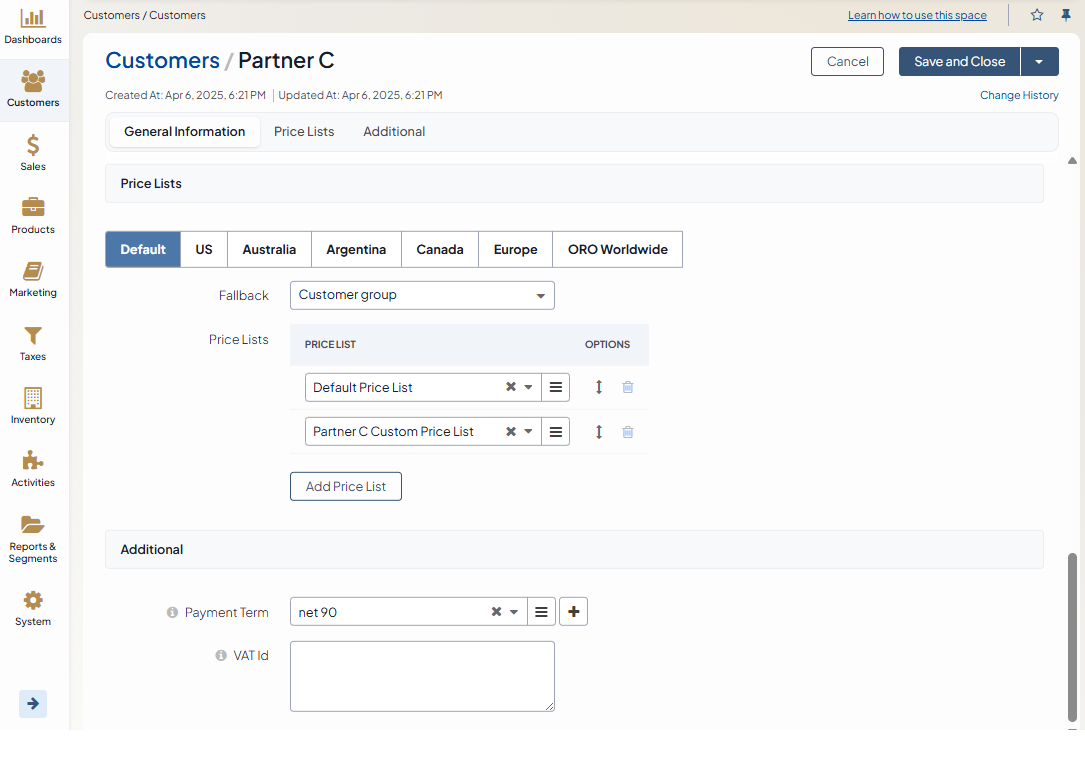 Customers / Customers
Learn how to use this space
Dashboards
Customers
Sales
Products
Marketing
Taxes
Inventory
Activities
Reports &
Segments
System
Customers / Partner C
Cancel
Save and Close
Created At: Apr 6, 2025, 6:21 PM | Updated At: Apr 6, 2025, 6:21 PM
Change History
General Information
Price Lists
Additional
Price Lists
Default
US
Australia
Argentina
Canada
Europe
ORO Worldwide
Fallback
Customer group
Price Lists
PRICE LIST
OPTIONS
Default Price List
Partner C Custom Price List
Add Price List
Additional
Payment Term
net 90
VAT Id